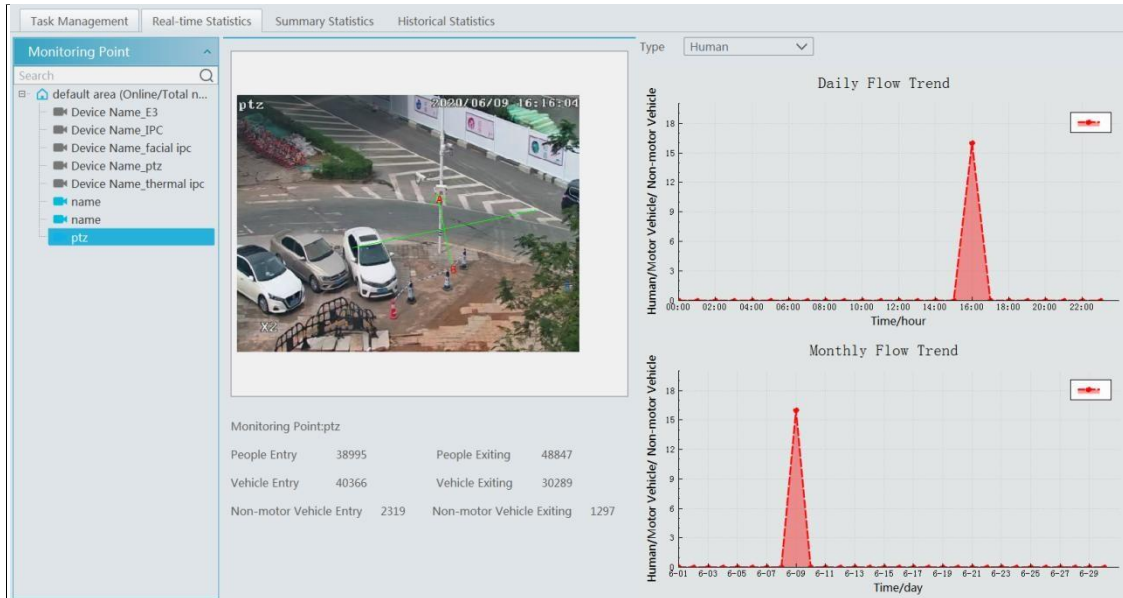 Task Management
Real-time Statistics
Summary Statistics
Historical Statistics
Monitoring Point
Search
default area (Online/Total n...
Device Name_E3
Device Name_IPC
Device Name_facial ipc
Device Name_ptz
Device Name_thermal ipc
name
name
ptz
ptz
2020/06/09 16:16:04
A
B
X2
Monitoring Point:ptz
People Entry 38995 People Exiting 48847
Vehicle Entry 40366 Vehicle Exiting 30289
Non-motor Vehicle Entry 2319 Non-motor Vehicle Exiting 1297
Type Human
Daily Flow Trend
Human/Motor Vehicle/ Non-motor Vehicle
18
15
12
9
6
3
0
00:00 02:00 04:00 06:00 08:00 10:00 12:00 14:00 16:00 18:00 20:00 22:00
Time/hour
Monthly Flow Trend
Human/Motor Vehicle/ Non-motor Vehicle
18
15
12
9
6
3
0
6-01 6-03 6-05 6-07 6-09 6-11 6-13 6-15 6-17 6-19 6-21 6-23 6-25 6-27 6-29
Time/day